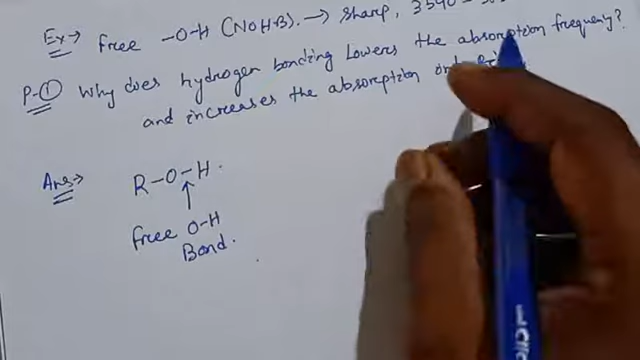 Ex→ Free -O-H (NOHB). → Sharp, 3540 -
P-① Why does hydrogen bonding Lowers the absorption frequency?
and increases the absorption
Ans→ R-O-H.
Free O-H
Bond.